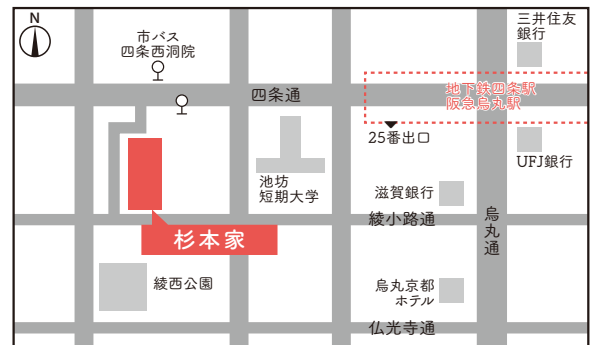 N
市バス
四条西洞院
三井住友
銀行
四条通
地下鉄四条駅
阪急烏丸駅
25番出口
UFJ銀行
池坊
短期大学
滋賀銀行
綾小路通
烏丸通
杉本家
綾西公園
烏丸京都
ホテル
仏光寺通